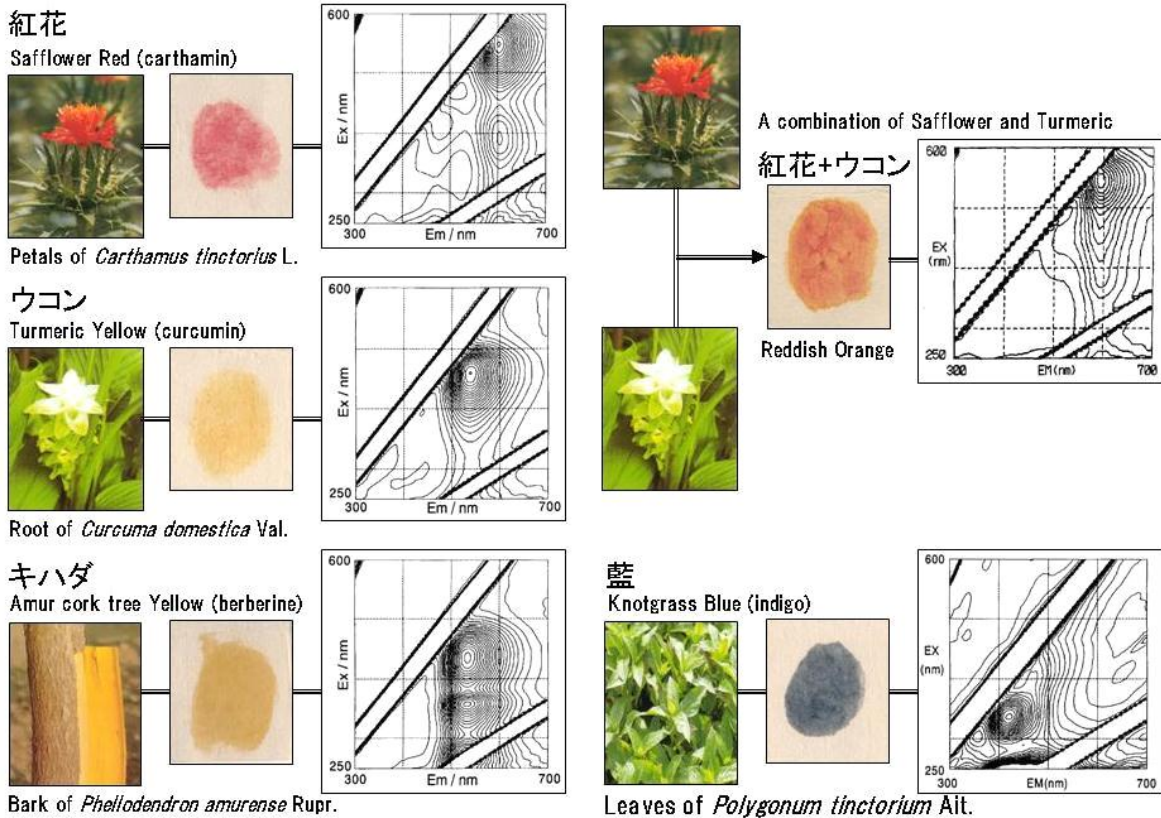 紅花
Safflower Red (carthamin)
600
Ex / nm
250
300
Em / nm
700
Petals of Carthamus tinctorius L.
ウコン
Turmeric Yellow (curcumin)
600
Ex / nm
250
300
Em / nm
700
Root of Curcuma domestica Val.
キハダ
Amur cork tree Yellow (berberine)
600
Ex / nm
250
300
Em / nm
700
Bark of Phellodendron amurense Rupr.
A combination of Safflower and Turmeric
紅花+ウコン
Reddish Orange
600
EX
(nm)
250
300
EM(nm)
700
藍
Knotgrass Blue (indigo)
600
EX
(nm)
250
300
EM(nm)
700
Leaves of Polygonum tinctorium Ait.